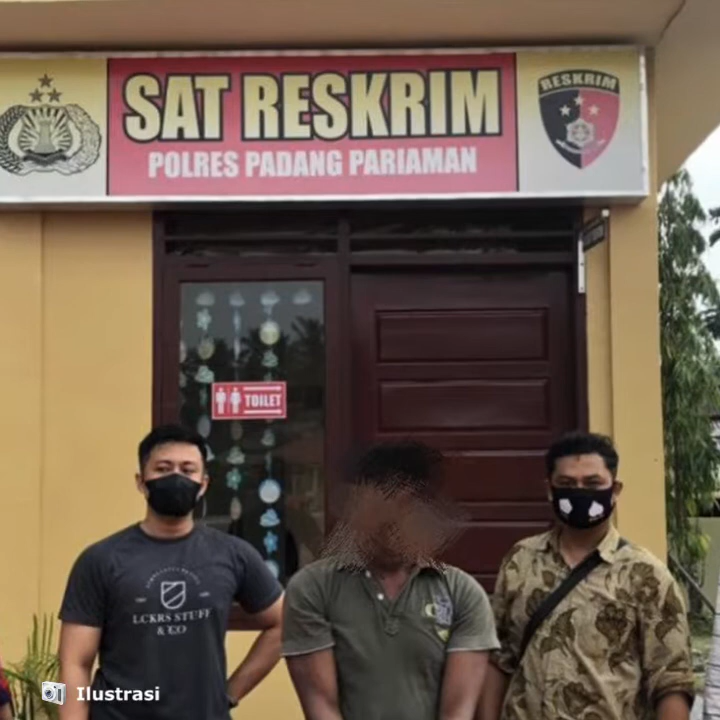 SAT RESKRIM
POLRES PADANG PARIAMAN
RESKRIM
TOILET
LCKRS STUFF
& CO
Ilustrasi